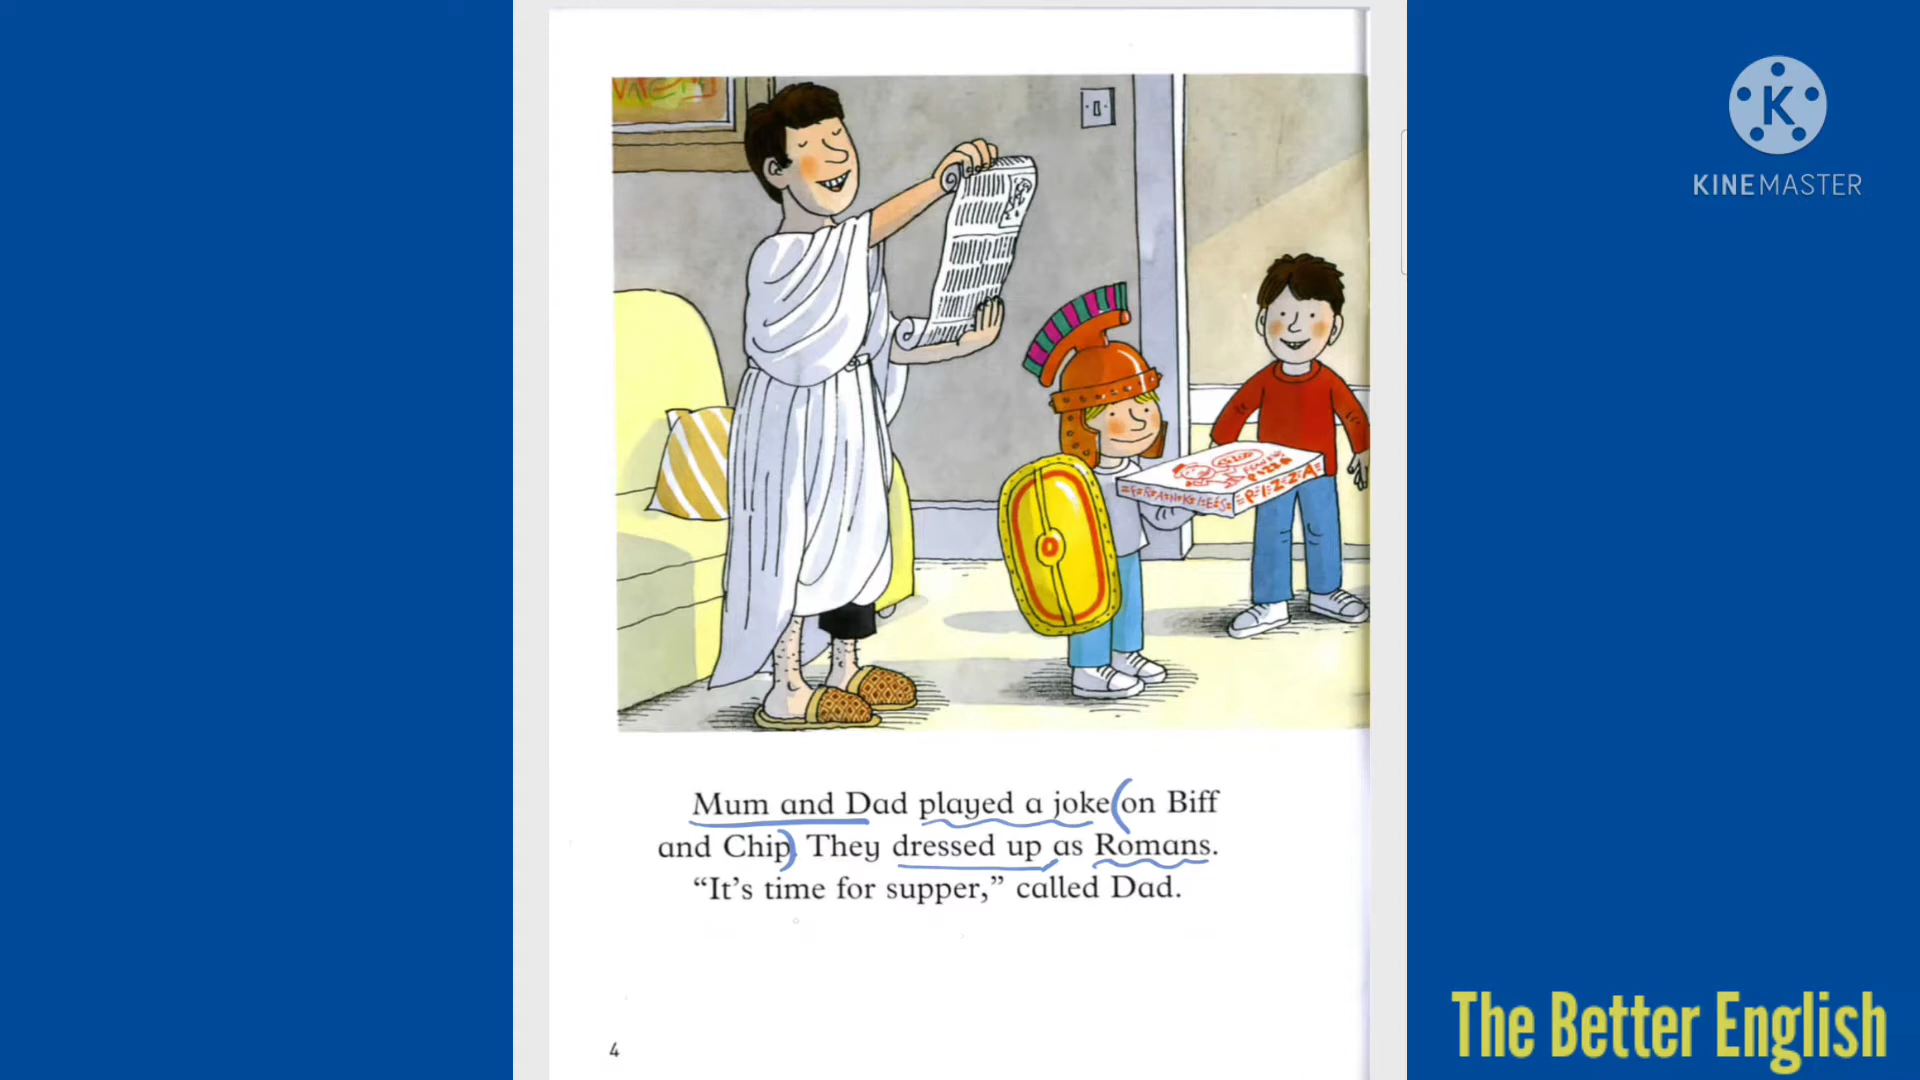 K
KINEMASTER
PIZZA
Mum and Dad played a joke on Biff
and Chip. They dressed up as Romans.
“It’s time for supper,” called Dad.
4
The Better English